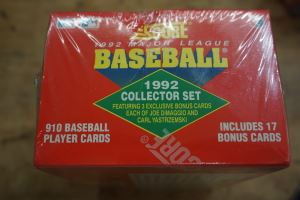 SCORE
1992 MAJOR LEAGUE
BASEBALL
1992
COLLECTOR SET
FEATURING 3 EXCLUSIVE BONUS CARDS
EACH OF JOE DIMAGGIO AND
CARL YASTRZEMSKI
910 BASEBALL
PLAYER CARDS
INCLUDES 17
BONUS CARDS